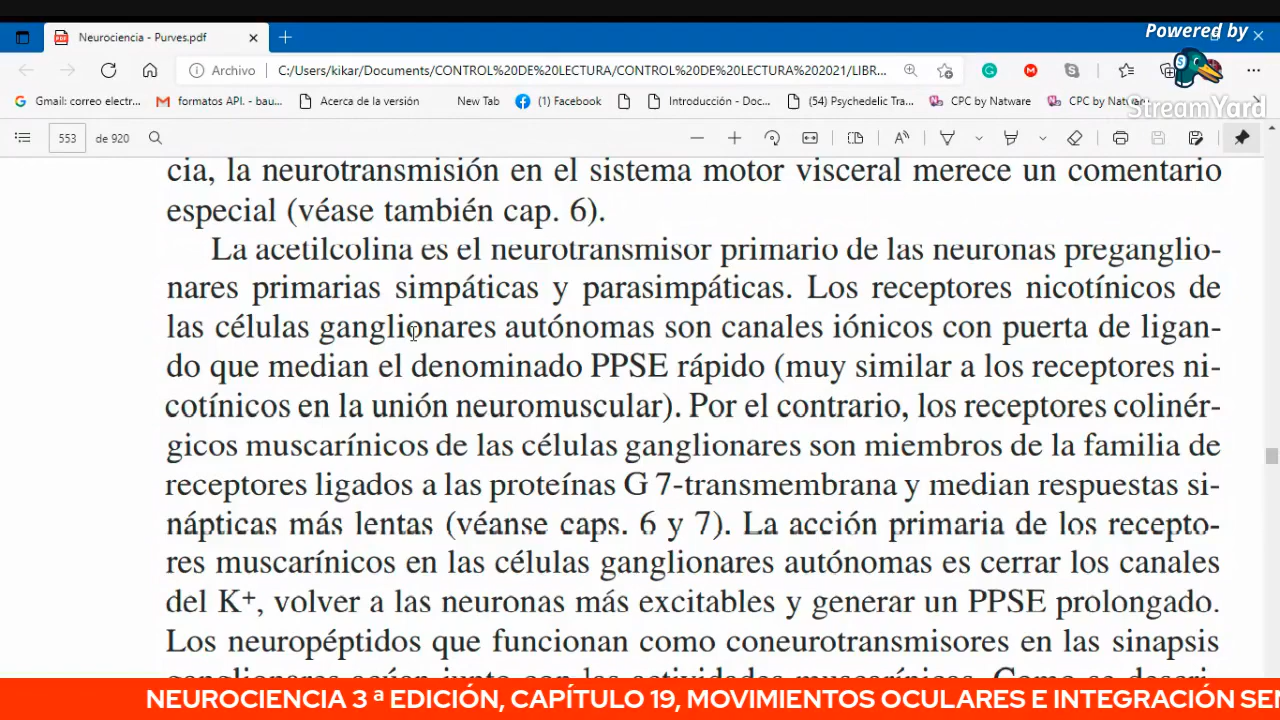 Powered by
Neurociencia - Purves.pdf
Archivo
C:/Users/kikar/Documents/CONTROL%20DE%20LECTURA/CONTROL%20DE%20LECTURA%202021/LIBR...
StreamYard
Gmail: correo electr...
formatos API. - bau...
Acerca de la versión
New Tab
(1) Facebook
Introducción - Doc...
(54) Psychedelic Tra...
CPC by Natware
CPC by Natware
553
de 920
cia, la neurotransmisión en el sistema motor visceral merece un comentario
especial (véase también cap. 6).
La acetilcolina es el neurotransmisor primario de las neuronas preganglio-
nares primarias simpáticas y parasimpáticas. Los receptores nicotínicos de
las células ganglionares autónomas son canales iónicos con puerta de ligan-
do que median el denominado PPSE rápido (muy similar a los receptores ni-
cotínicos en la unión neuromuscular). Por el contrario, los receptores colinér-
gicos muscarínicos de las células ganglionares son miembros de la familia de
receptores ligados a las proteínas G 7-transmembrana y median respuestas si-
nápticas más lentas (véanse caps. 6 y 7). La acción primaria de los recepto-
res muscarínicos en las células ganglionares autónomas es cerrar los canales
del K+, volver a las neuronas más excitables y generar un PPSE prolongado.
Los neuropéptidos que funcionan como coneurotransmisores en las sinapsis
NEUROCIENCIA 3 ª EDICIÓN, CAPÍTULO 19, MOVIMIENTOS OCULARES E INTEGRACIÓN SEN